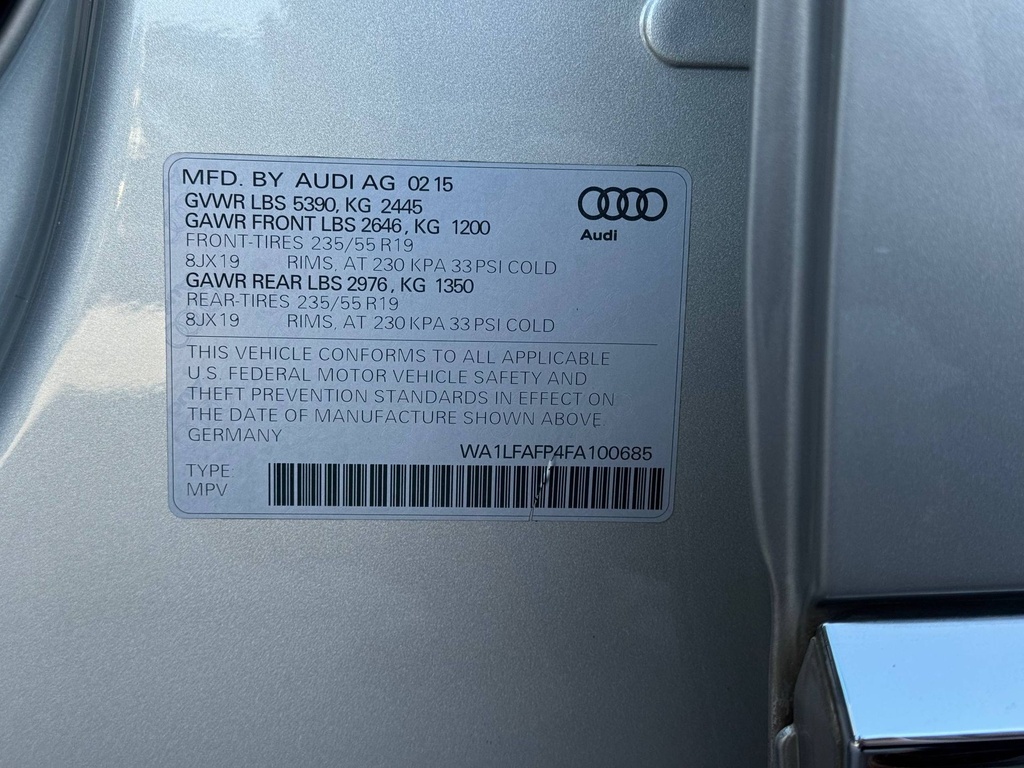 MFD. BY AUDI AG 02 15
GVWR LBS 5390, KG 2445
GAWR FRONT LBS 2646, KG 1200
FRONT-TIRES 235/55 R19
8JX19 RIMS, AT 230 KPA 33 PSI COLD
GAWR REAR LBS 2976, KG 1350
REAR-TIRES 235/55 R19
8JX19 RIMS, AT 230 KPA 33 PSI COLD
Audi
THIS VEHICLE CONFORMS TO ALL APPLICABLE
U.S. FEDERAL MOTOR VEHICLE SAFETY AND
THEFT PREVENTION STANDARDS IN EFFECT ON
THE DATE OF MANUFACTURE SHOWN ABOVE
GERMANY
WA1LFAFP4FA100685
TYPE
MPV